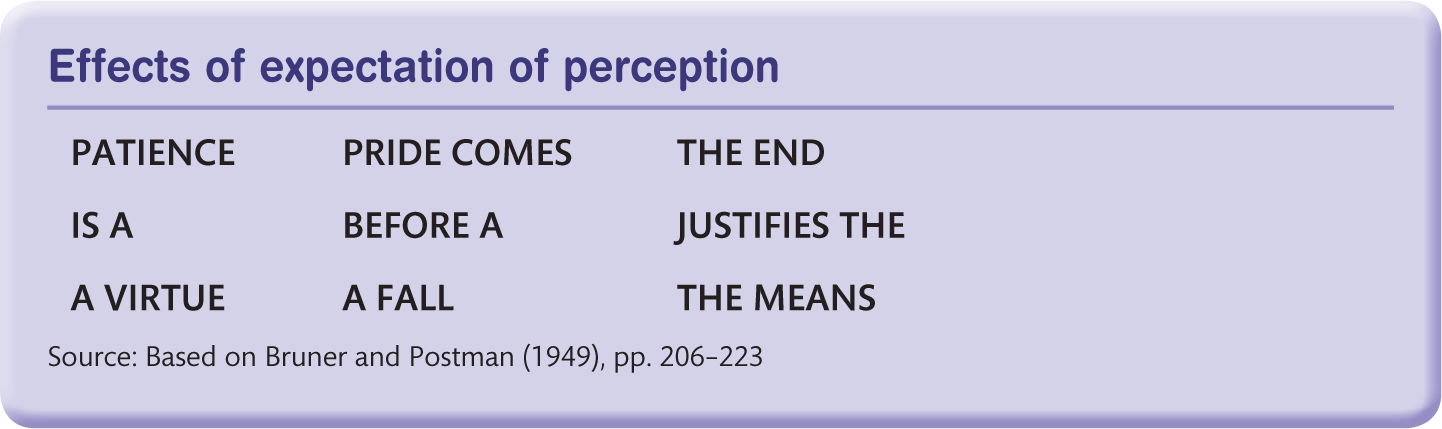 Effects of expectation of perception
PATIENCE
IS A
A VIRTUE
PRIDE COMES
BEFORE A
A FALL
THE END
JUSTIFIES THE
THE MEANS
Source: Based on Bruner and Postman (1949), pp. 206–223